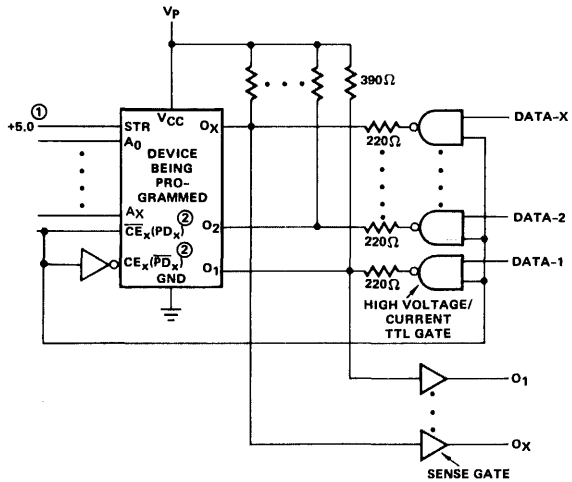 VP
390Ω
①
+5.0
STR
VCC
OX
A0
DEVICE
BEING
PRO-
GRAMMED
AX
CEx(PDx)②
CEx(PDx)②
GND
O2
O1
220Ω
220Ω
220Ω
DATA-X
DATA-2
DATA-1
HIGH VOLTAGE/
CURRENT
TTL GATE
O1
OX
SENSE GATE